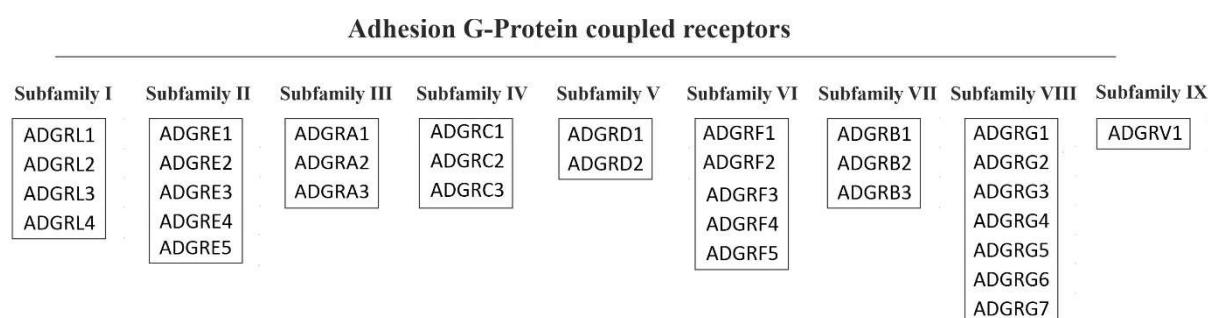 Adhesion G-Protein coupled receptors
Subfamily I
ADGRL1
ADGRL2
ADGRL3
ADGRL4
Subfamily II
ADGRE1
ADGRE2
ADGRE3
ADGRE4
ADGRE5
Subfamily III
ADGRA1
ADGRA2
ADGRA3
Subfamily IV
ADGRC1
ADGRC2
ADGRC3
Subfamily V
ADGRD1
ADGRD2
Subfamily VI
ADGRF1
ADGRF2
ADGRF3
ADGRF4
ADGRF5
Subfamily VII
ADGRB1
ADGRB2
ADGRB3
Subfamily VIII
ADGRG1
ADGRG2
ADGRG3
ADGRG4
ADGRG5
ADGRG6
ADGRG7
Subfamily IX
ADGRV1